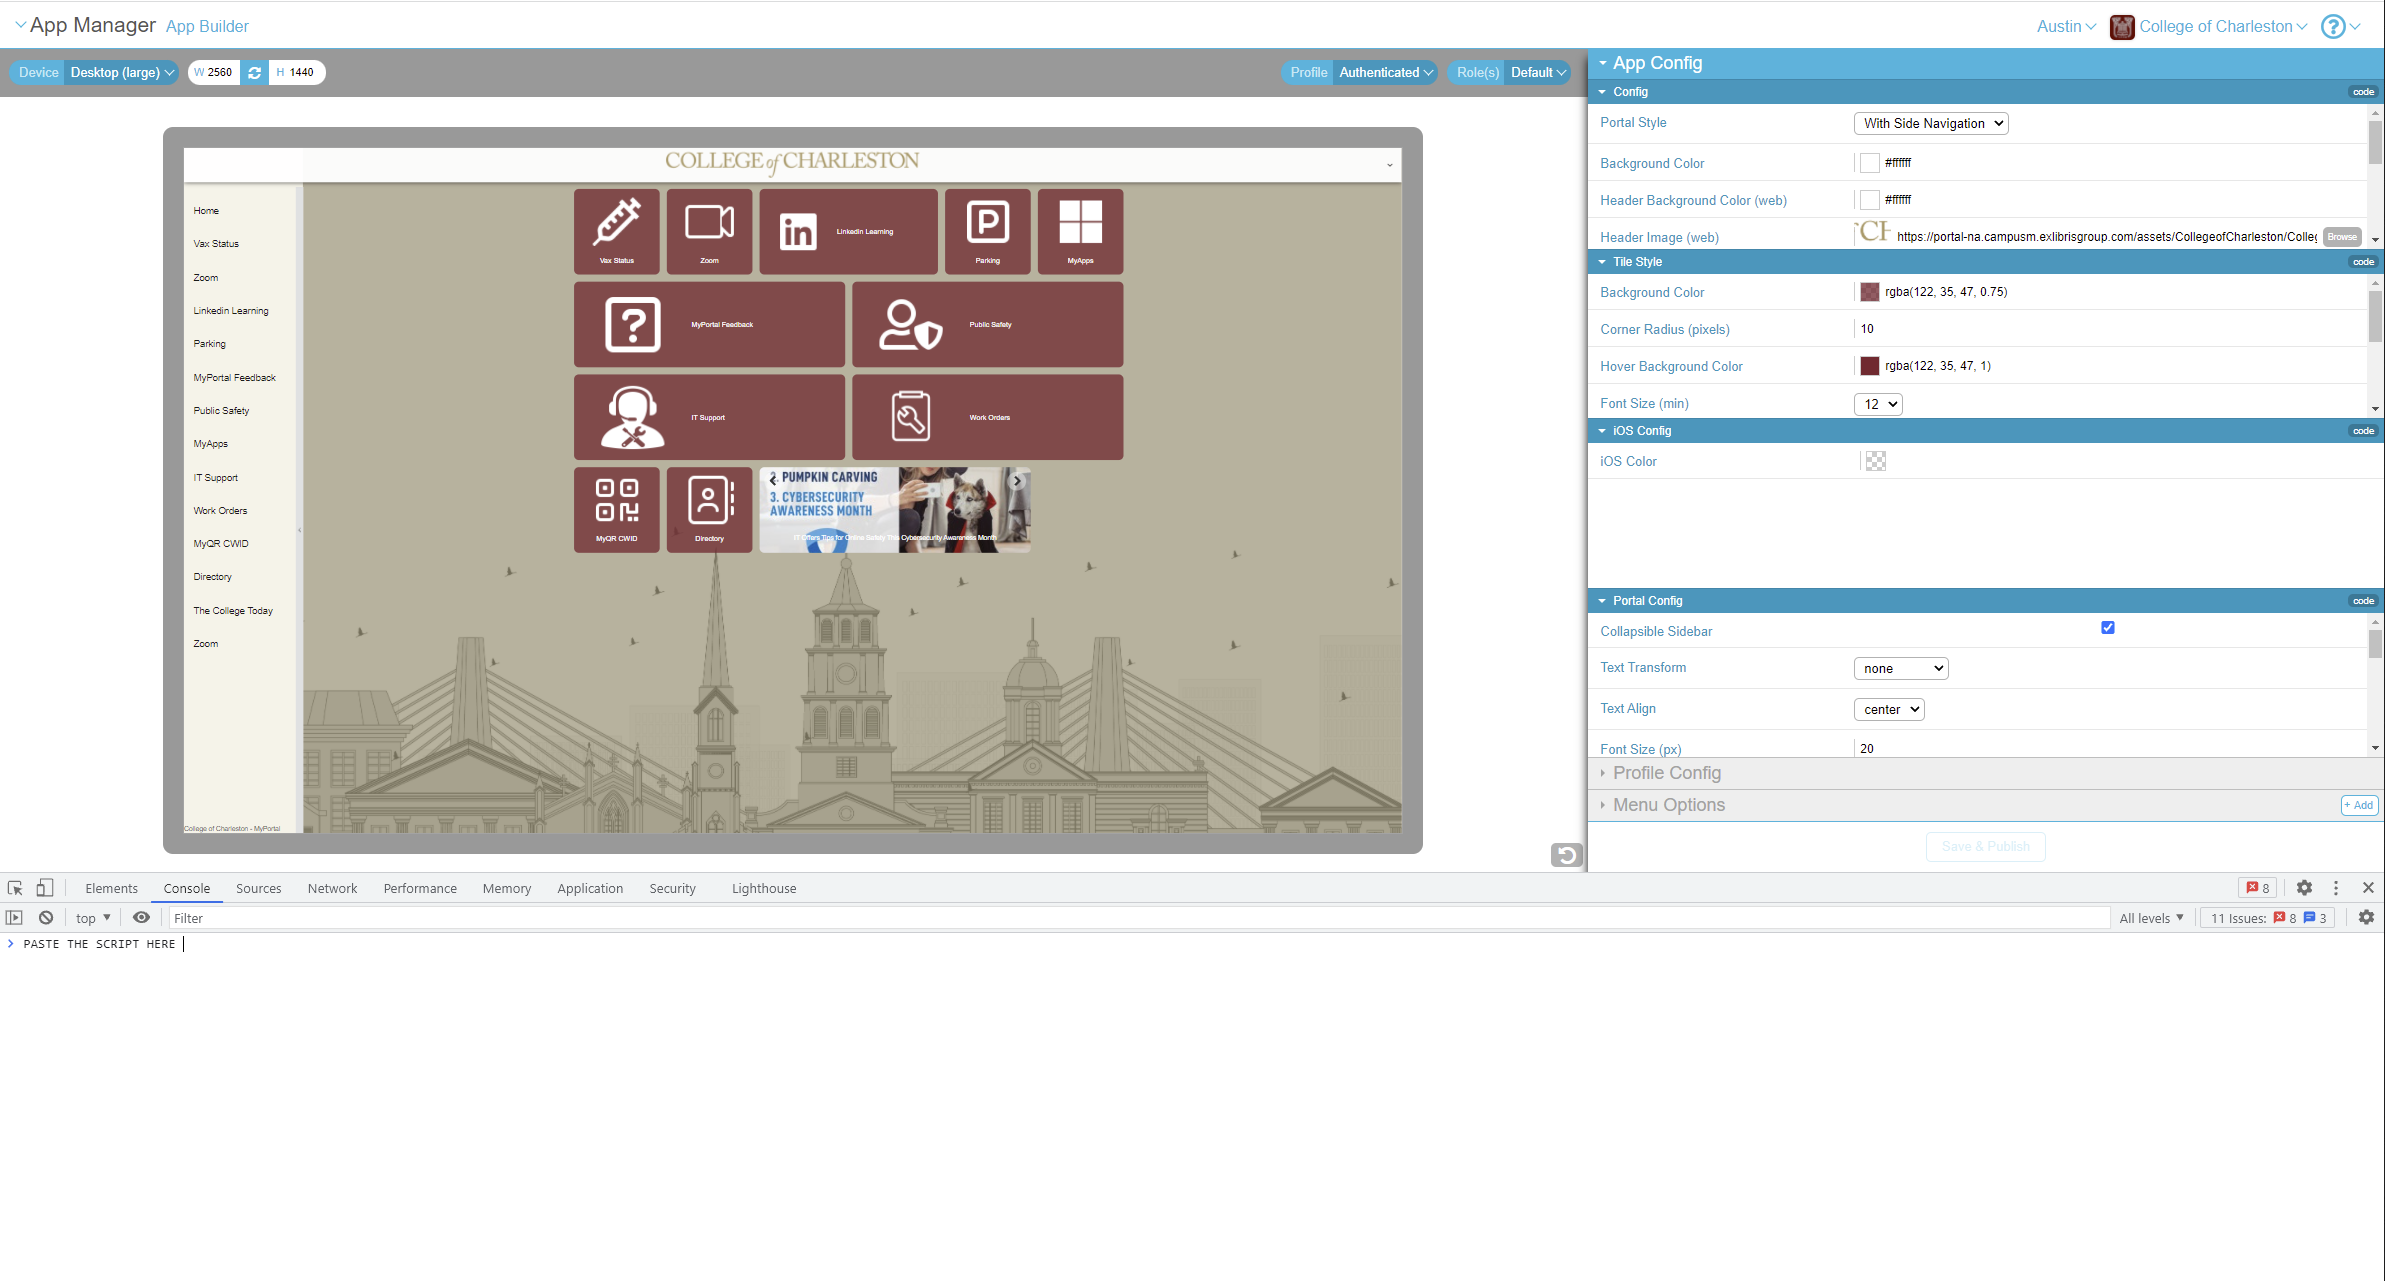 App Manager App Builder
Austin College of Charleston ?
Device Desktop (large) W 2560 H 1440
Profile Authenticated Role(s) Default
COLLEGE of CHARLESTON
Home
Vax Status
Zoom
Linkedin Learning
Parking
MyPortal Feedback
Public Safety
MyApps
IT Support
Work Orders
MyQR CWID
Directory
The College Today
Zoom
College of Charleston - MyPortal
Vax Status
Zoom
in Linkedin Learning
P Parking
MyApps
? MyPortal Feedback
Public Safety
IT Support
Work Orders
MyQR CWID
Directory
2. PUMPKIN CARVING
3. CYBERSECURITY
AWARENESS MONTH
IT Offers Tips for Online Safety This Cybersecurity Awareness Month
App Config
Config code
Portal Style With Side Navigation
Background Color #ffffff
Header Background Color (web) #ffffff
Header Image (web) CH https://portal-na.campusm.exlibrisgroup.com/assets/CollegeofCharleston/Colleg Browse
Tile Style code
Background Color rgba(122, 35, 47, 0.75)
Corner Radius (pixels) 10
Hover Background Color rgba(122, 35, 47, 1)
Font Size (min) 12
iOS Config code
iOS Color
Portal Config code
Collapsible Sidebar
Text Transform none
Text Align center
Font Size (px) 20
Profile Config
Menu Options + Add
Save & Publish
Elements Console Sources Network Performance Memory Application Security Lighthouse 8
top Filter All levels 11 Issues: 8 3
> PASTE THE SCRIPT HERE